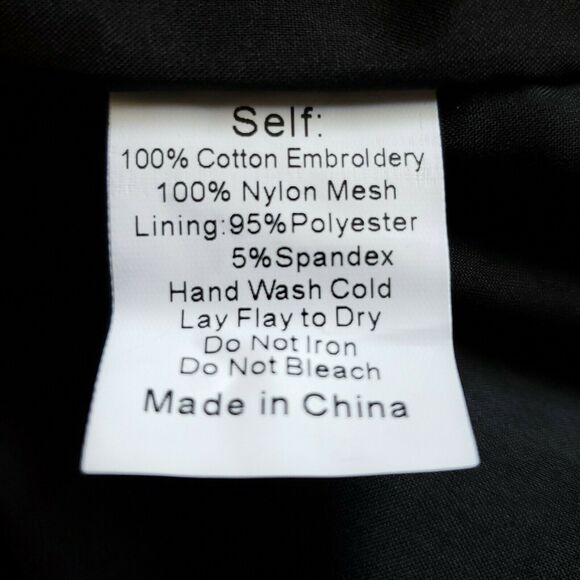 Self:
100% Cotton Embroldery
100% Nylon Mesh
Lining:95%Polyester
5%Spandex
Hand Wash Cold
Lay Flay to Dry
Do Not Iron
Do Not Bleach
Made in China